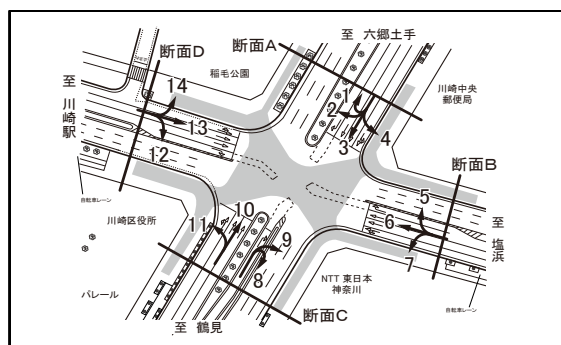 断面D
断面A
至 六郷土手
稲毛公園
川崎中央
郵便局
至 川崎駅
14
13
12
1
2
3
4
断面B
5
6
7
至 塩浜
自転車レーン
川崎区役所
11
10
9
8
NTT 東日本
神奈川
パレール
断面C
至 鶴見
自転車レーン